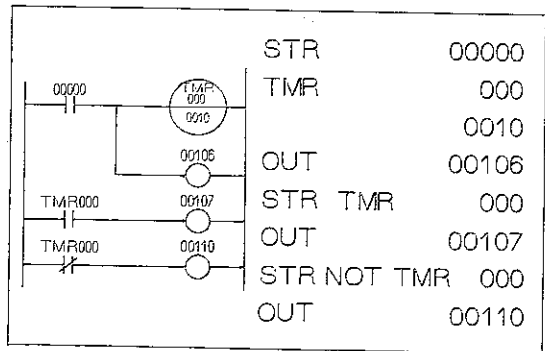 00000
TMR
000
0010
00106
TMR000
00107
TMR000
00110
STR 00000
TMR 000
0010
OUT 00106
STR TMR 000
OUT 00107
STR NOT TMR 000
OUT 00110